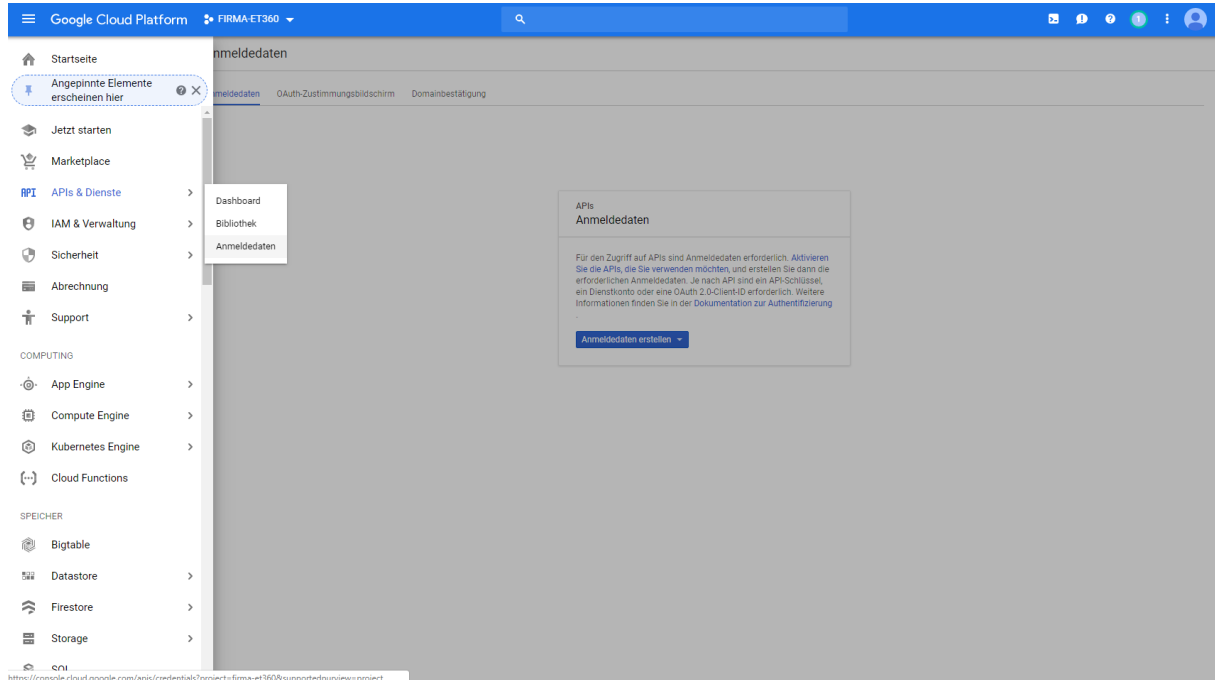 Google Cloud Platform
FIRMA-ET360
1
Startseite
Angepinnte Elemente
erscheinen hier
Jetzt starten
Marketplace
API
APIs & Dienste
IAM & Verwaltung
Sicherheit
Abrechnung
Support
COMPUTING
App Engine
Compute Engine
Kubernetes Engine
Cloud Functions
SPEICHER
Bigtable
Datastore
Firestore
Storage
SQL
Dashboard
Bibliothek
Anmeldedaten
nmeldedaten
nmeldedaten OAuth-Zustimmungsbildschirm Domainbestätigung
APIs
Anmeldedaten
Für den Zugriff auf APIs sind Anmeldedaten erforderlich. Aktivieren
Sie die APIs, die Sie verwenden möchten, und erstellen Sie dann die
erforderlichen Anmeldedaten. Je nach API sind ein API-Schlüssel,
ein Dienstkonto oder eine OAuth 2.0-Client-ID erforderlich. Weitere
Informationen finden Sie in der Dokumentation zur Authentifizierung
.
Anmeldedaten erstellen
https://console.cloud.google.com/apis/credentials?project=firma-et360&supportedpurview=project